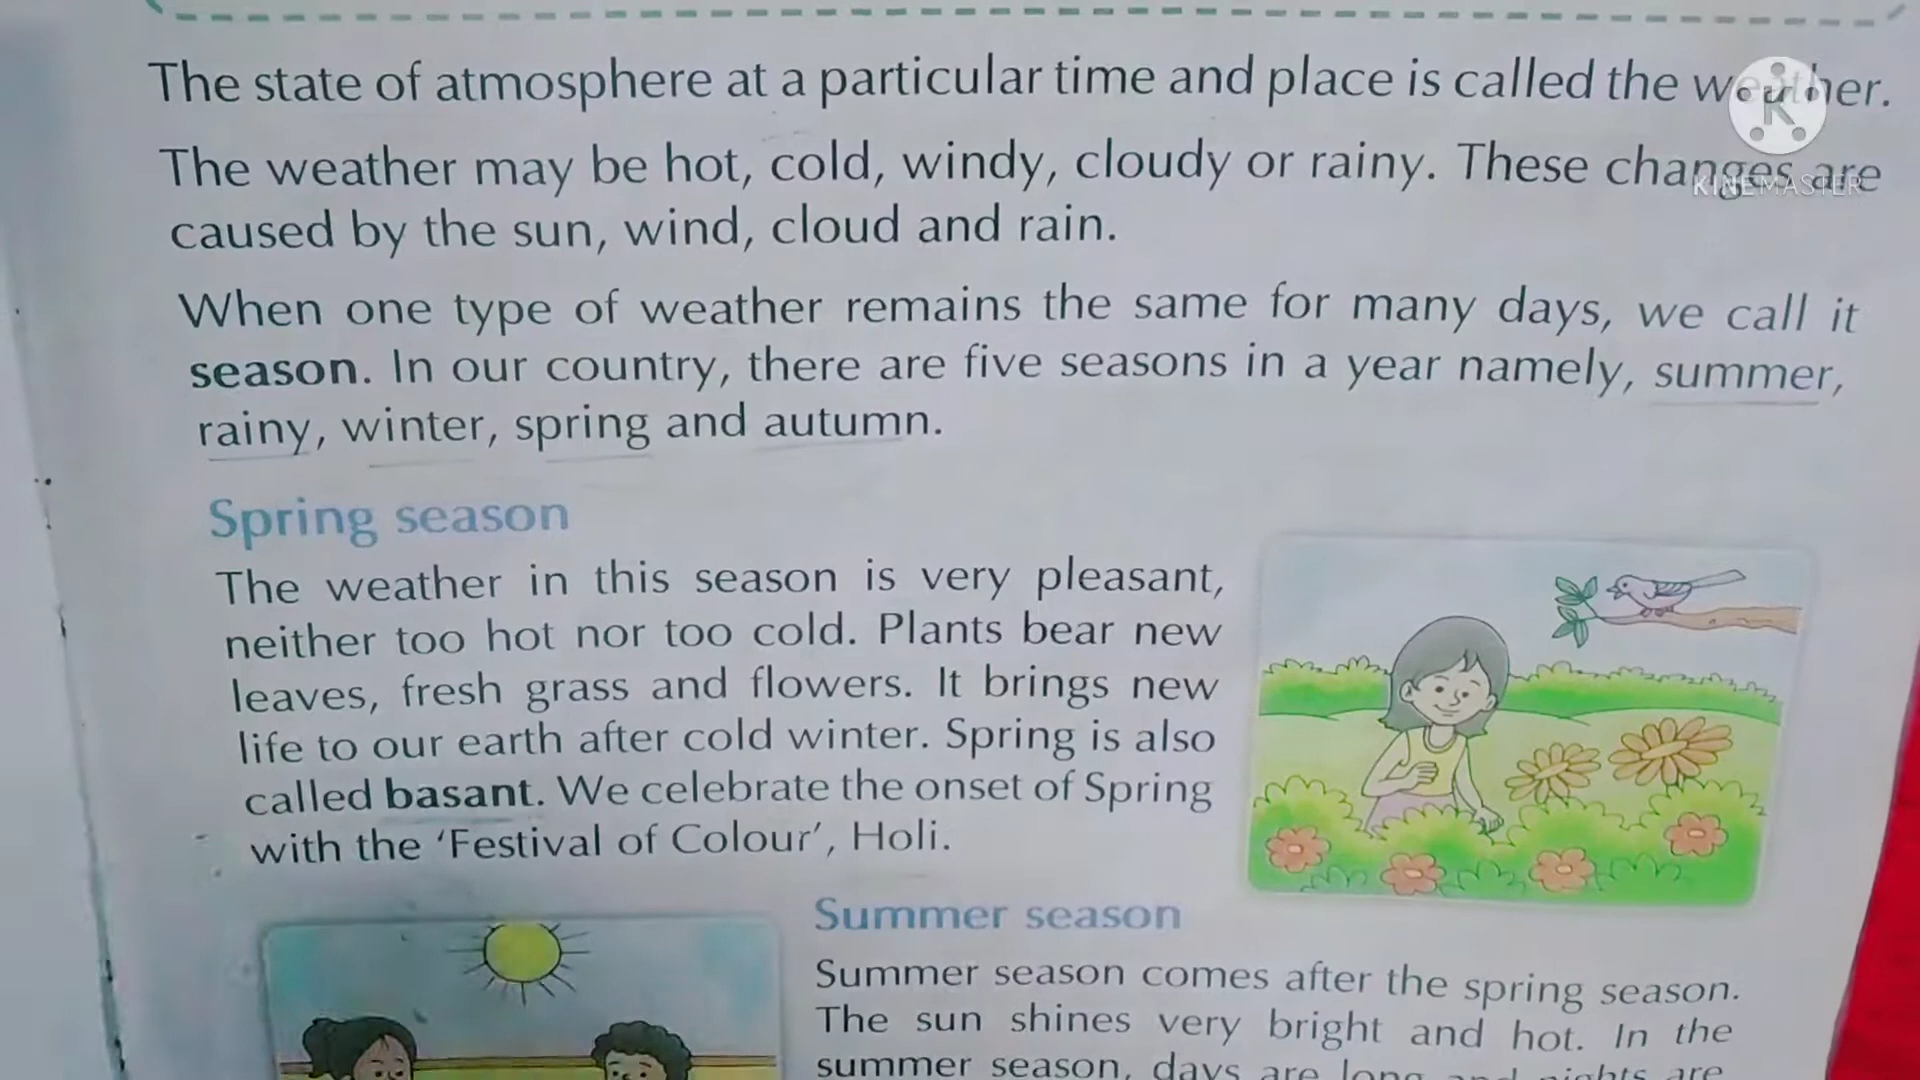 The state of atmosphere at a particular time and place is called the weather.
The weather may be hot, cold, windy, cloudy or rainy. These changes are
caused by the sun, wind, cloud and rain.
When one type of weather remains the same for many days, we call it
season. In our country, there are five seasons in a year namely, summer,
rainy, winter, spring and autumn.
Spring season
The weather in this season is very pleasant,
neither too hot nor too cold. Plants bear new
leaves, fresh grass and flowers. It brings new
life to our earth after cold winter. Spring is also
called basant. We celebrate the onset of Spring
with the ‘Festival of Colour’, Holi.
Summer season
Summer season comes after the spring season.
The sun shines very bright and hot. In the
summer season, days are long and nights are
K
KINEMASTER